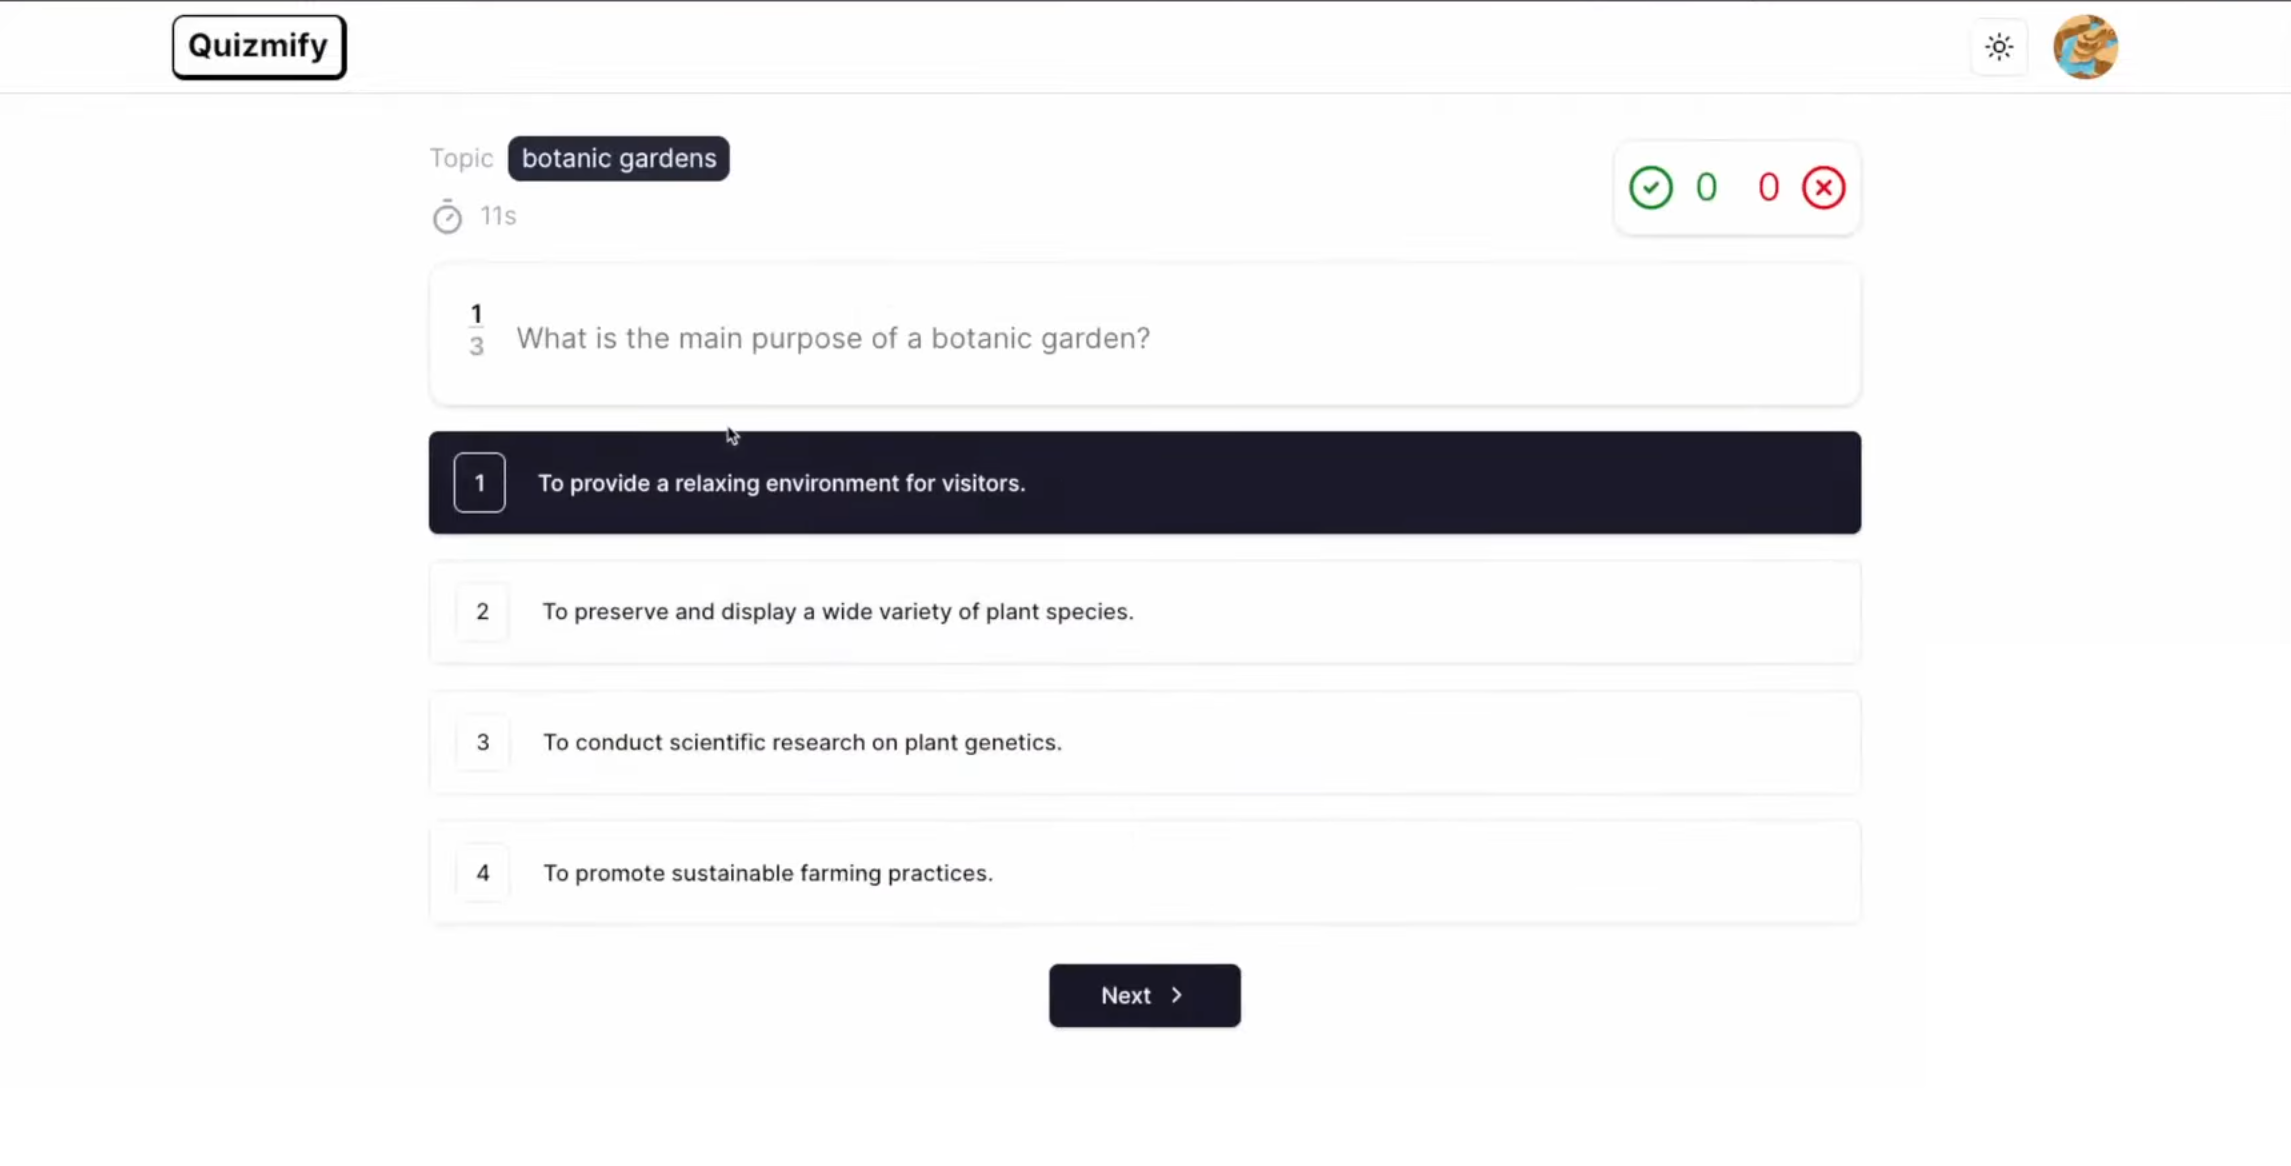 Quizmify
Topic botanic gardens
11s
0 0
1
3
What is the main purpose of a botanic garden?
1 To provide a relaxing environment for visitors.
2 To preserve and display a wide variety of plant species.
3 To conduct scientific research on plant genetics.
4 To promote sustainable farming practices.
Next